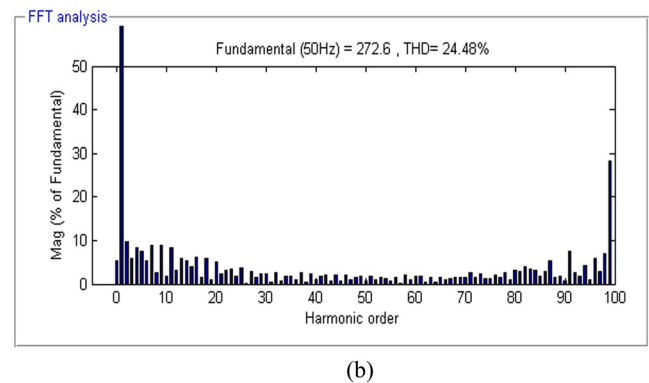 FFT analysis
Fundamental (50Hz) = 272.6 , THD= 24.48%
Mag (% of Fundamental)
50
40
30
20
10
0
0 10 20 30 40 50 60 70 80 90 100
Harmonic order
(b)